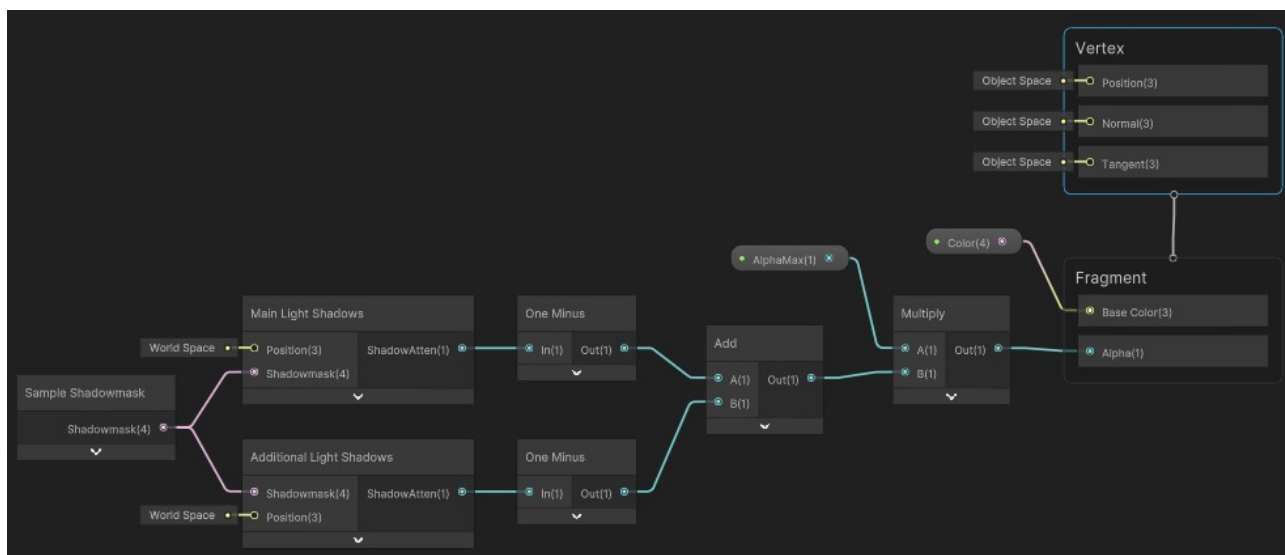 Vertex
Object Space
Position(3)
Object Space
Normal(3)
Object Space
Tangent(3)
Color(4)
AlphaMax(1)
Fragment
Base Color(3)
Alpha(1)
Main Light Shadows
World Space
Position(3)
ShadowAtten(1)
Shadowmask(4)
One Minus
In(1)
Out(1)
Multiply
A(1)
Out(1)
B(1)
Add
A(1)
Out(1)
B(1)
Sample Shadowmask
Shadowmask(4)
Additional Light Shadows
Shadowmask(4)
ShadowAtten(1)
World Space
Position(3)
One Minus
In(1)
Out(1)